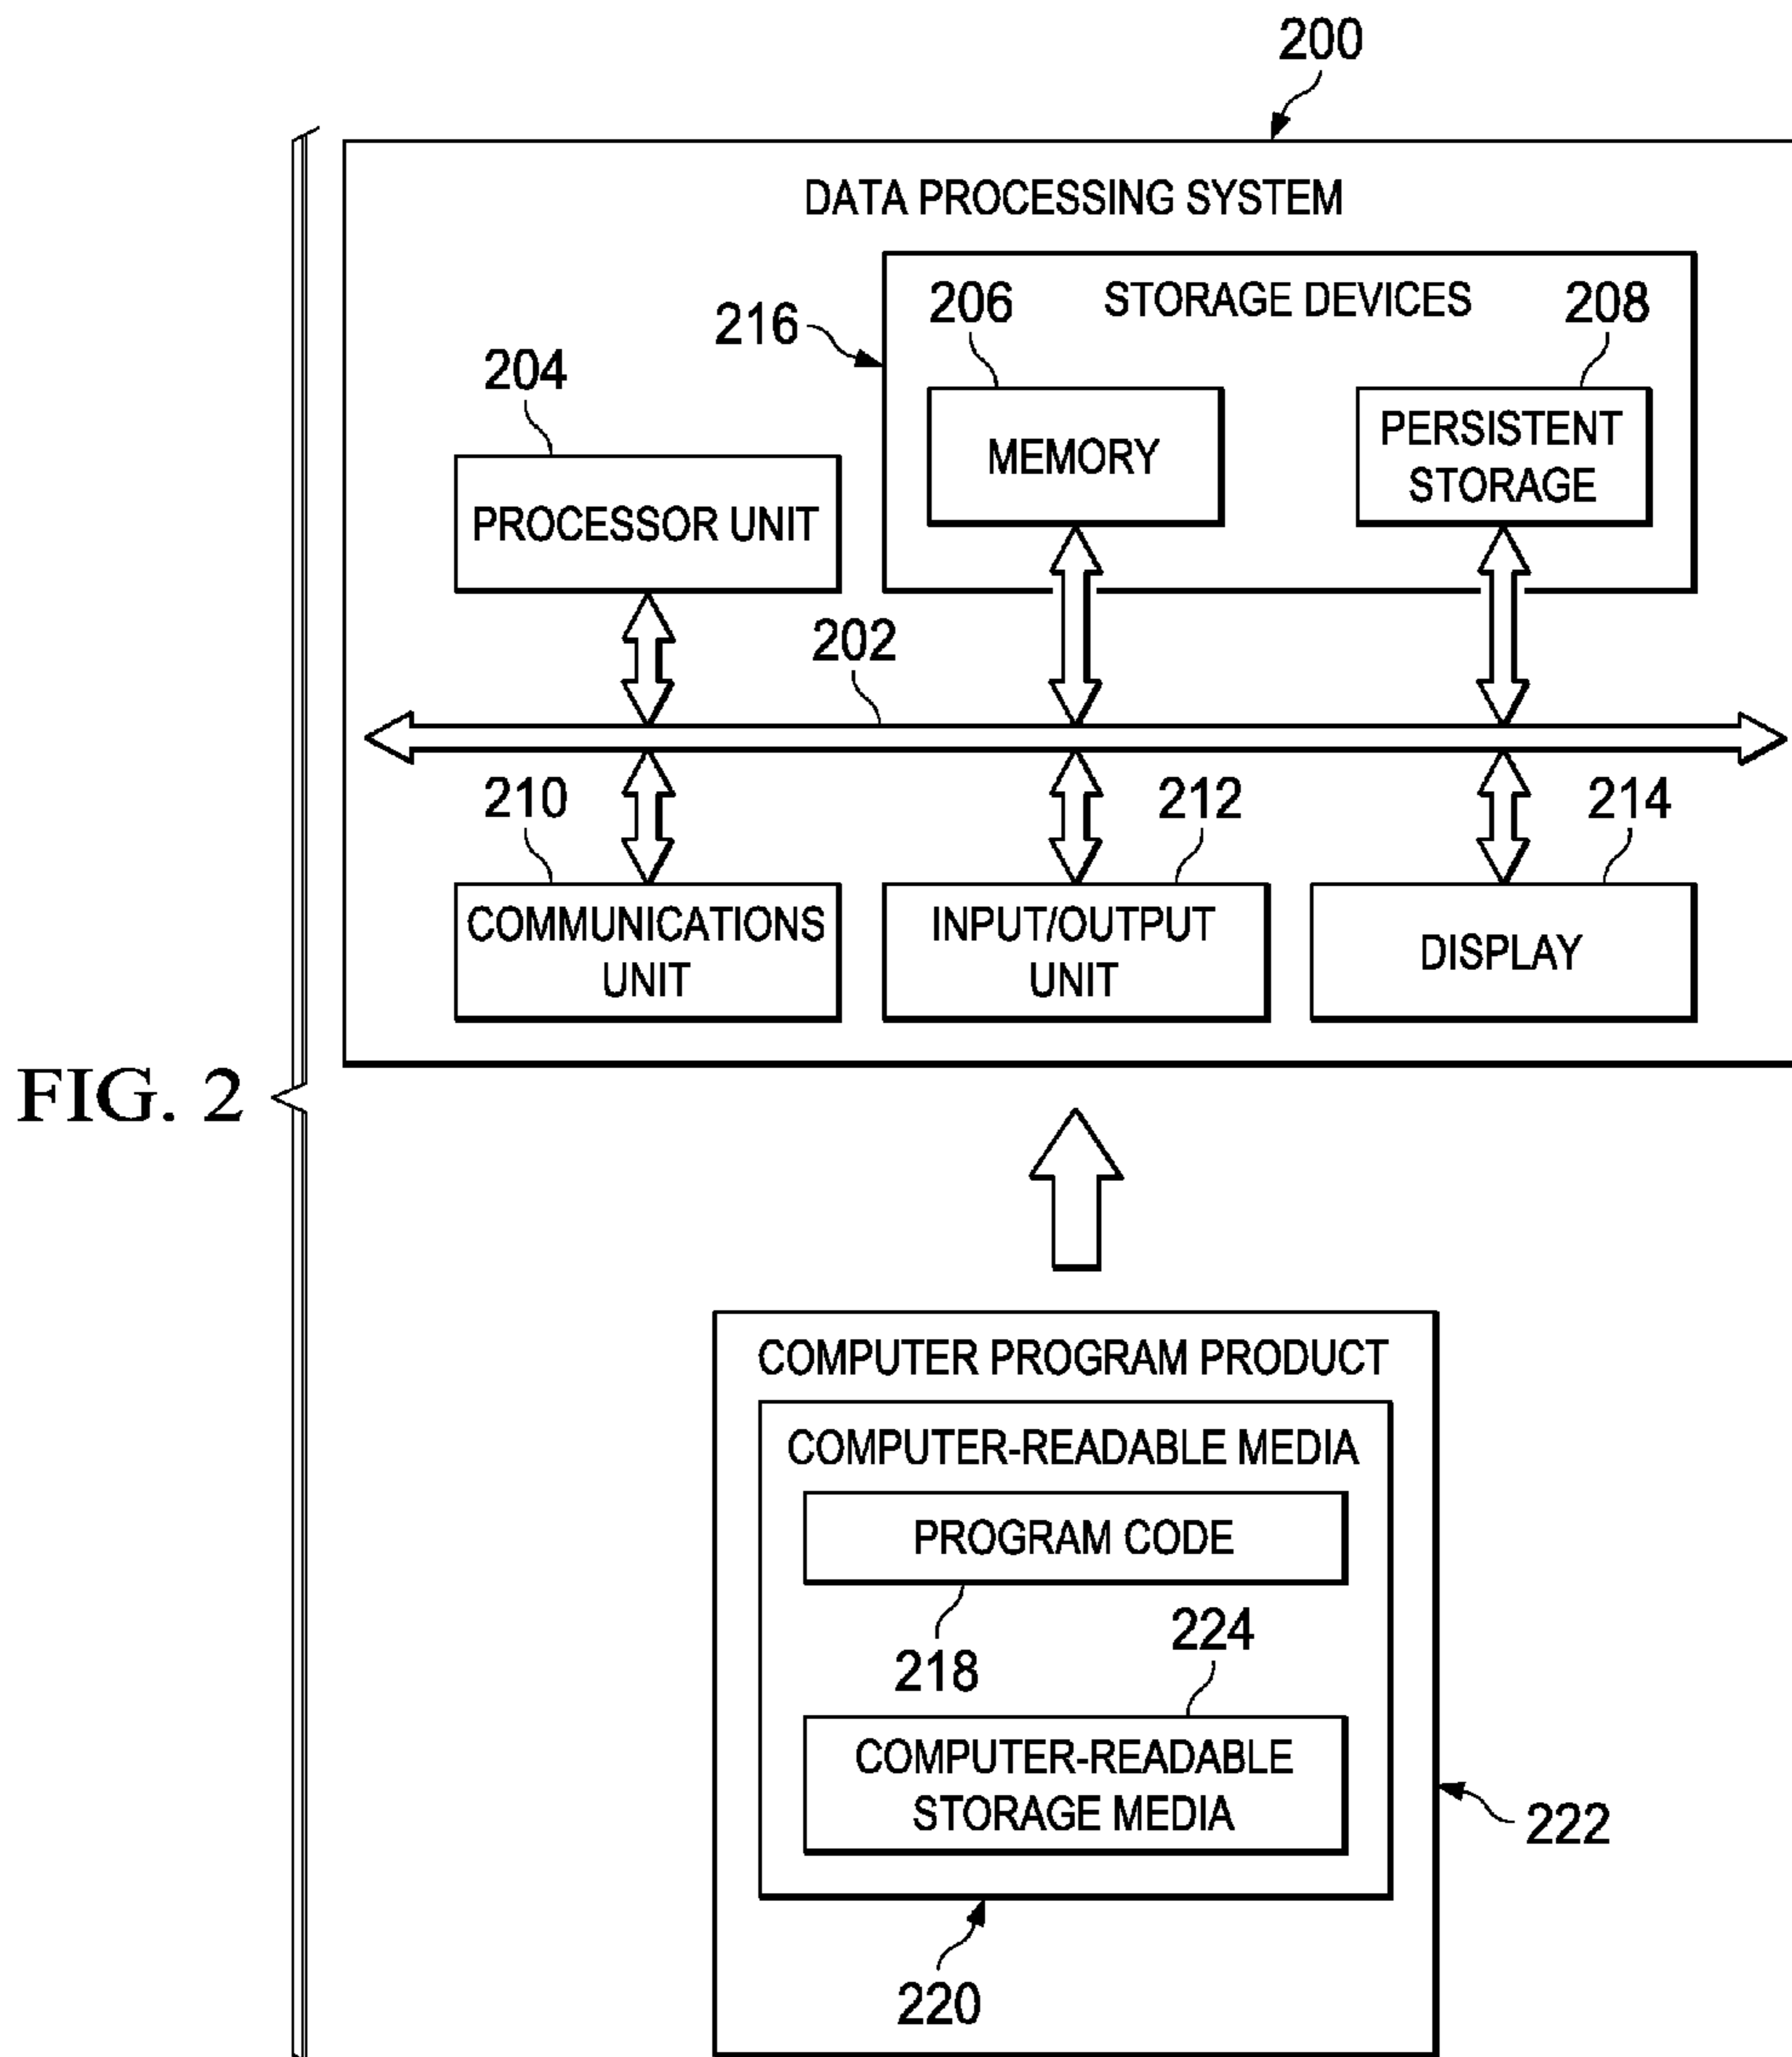 200
DATA PROCESSING SYSTEM
STORAGE DEVICES
216
206
208
204
MEMORY
PERSISTENT
STORAGE
PROCESSOR UNIT
202
210
212
214
COMMUNICATIONS
UNIT
INPUT/OUTPUT
UNIT
DISPLAY
FIG. 2
COMPUTER PROGRAM PRODUCT
COMPUTER-READABLE MEDIA
PROGRAM CODE
218
224
COMPUTER-READABLE
STORAGE MEDIA
222
220